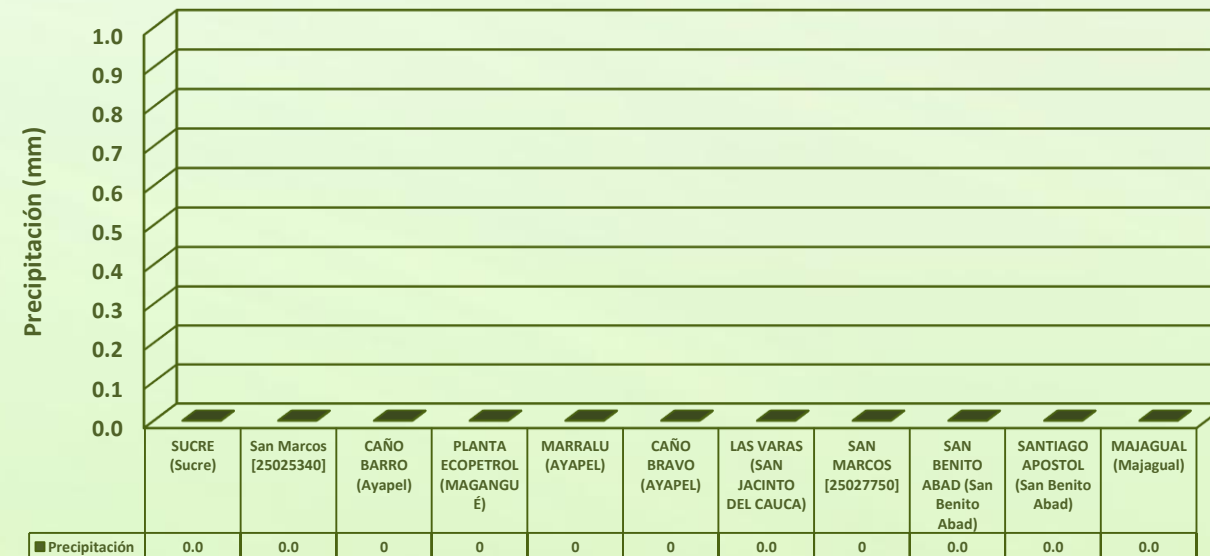 Precipitación (mm)
1.0
0.9
0.8
0.7
0.6
0.5
0.4
0.3
0.2
0.1
0.0
SUCRE
(Sucre)
San Marcos
[25025340]
CAÑO
BARRO
(Ayapel)
PLANTA
ECOPETROL
(MAGANGU
É)
MARRALU
(AYAPEL)
CAÑO
BRAVO
(AYAPEL)
LAS VARAS
(SAN
JACINTO
DEL CAUCA)
SAN
MARCOS
[25027750]
SAN
BENITO
ABAD (San
Benito
Abad)
SANTIAGO
APOSTOL
(San Benito
Abad)
MAJAGUAL
(Majagual)
Precipitación 0.0 0.0 0 0 0 0 0.0 0 0.0 0.0 0.0